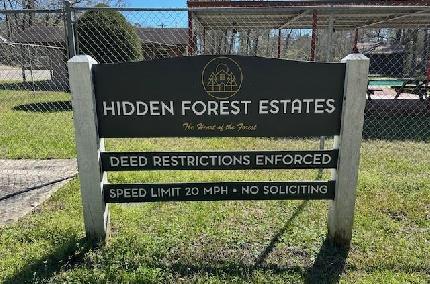 HIDDEN FOREST ESTATES
The Heart of the Forest
DEED RESTRICTIONS ENFORCED
SPEED LIMIT 20 MPH • NO SOLICITING